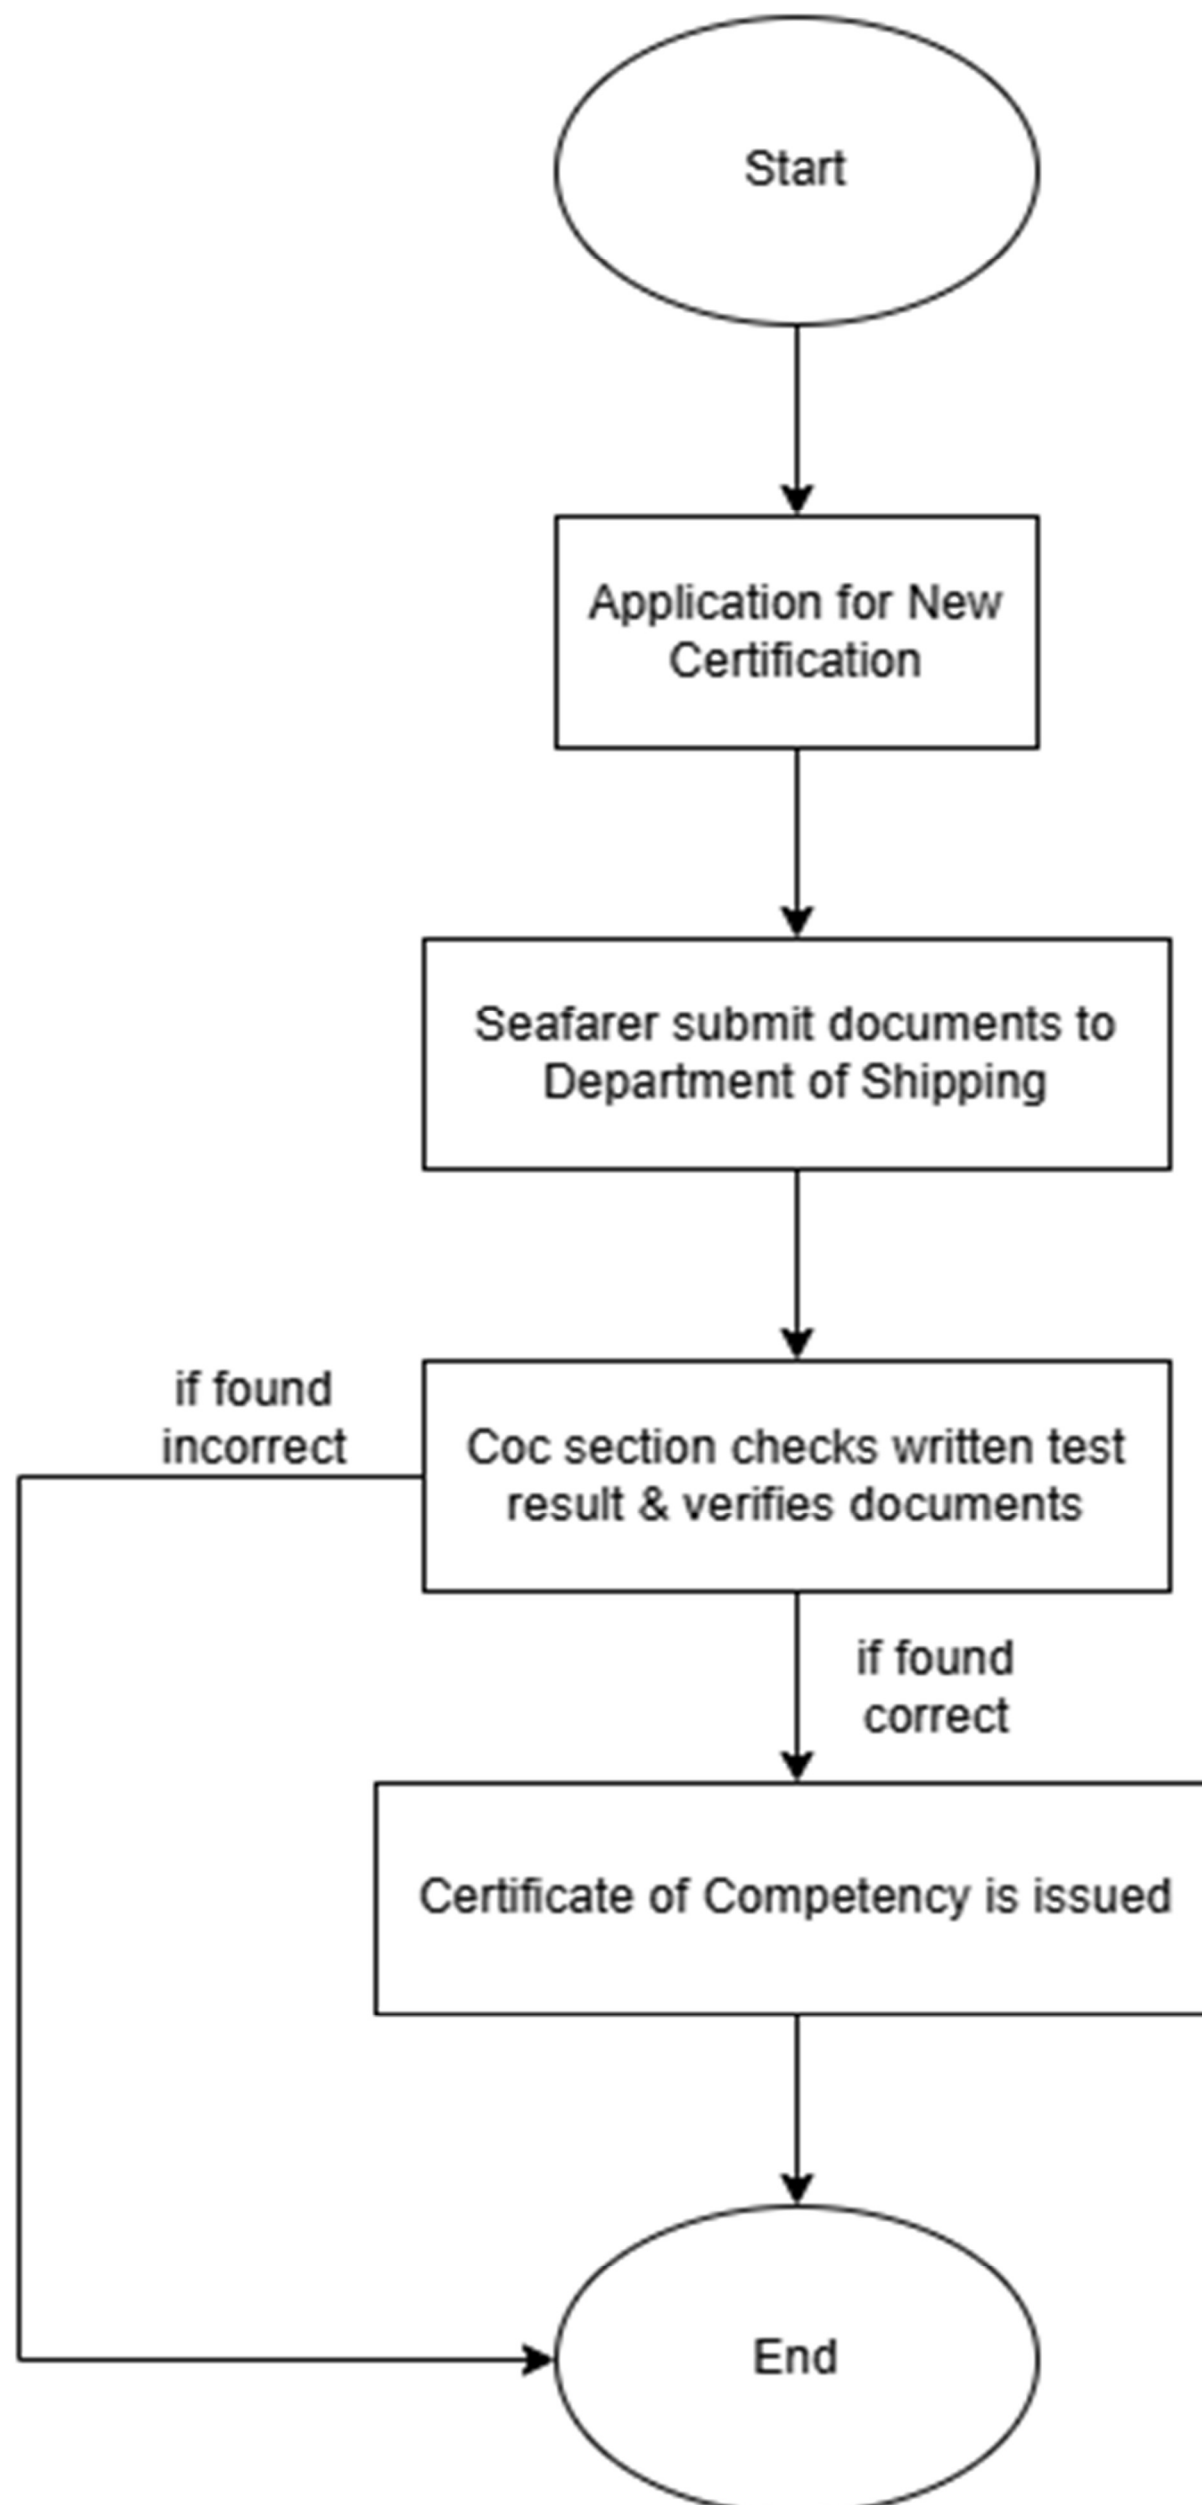 Start
Application for New
Certification
Seafarer submit documents to
Department of Shipping
if found
incorrect
Coc section checks written test
result & verifies documents
if found
correct
Certificate of Competency is issued
End